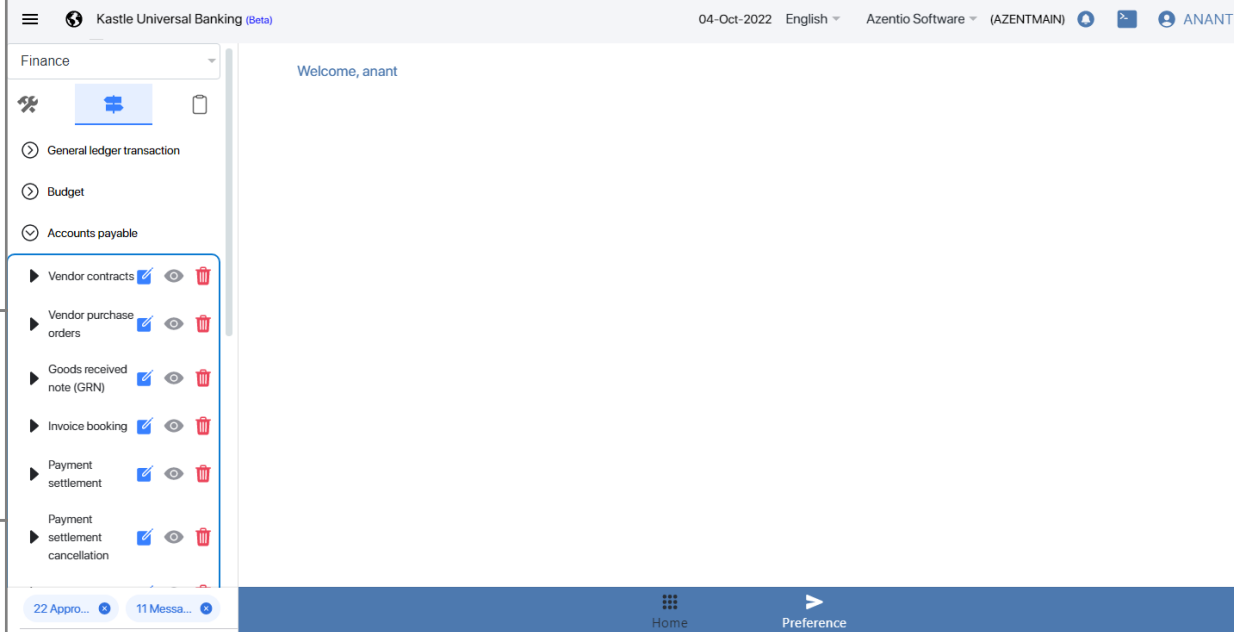 Kastle Universal Banking (Beta)
04-Oct-2022 English Azentio Software (AZENTMAIN) ANANT
Finance
Welcome, anant
General ledger transaction
Budget
Accounts payable
Vendor contracts
Vendor purchase
orders
Goods received
note (GRN)
Invoice booking
Payment
settlement
Payment
settlement
cancellation
22 Appro... 11 Messa...
Home Preference